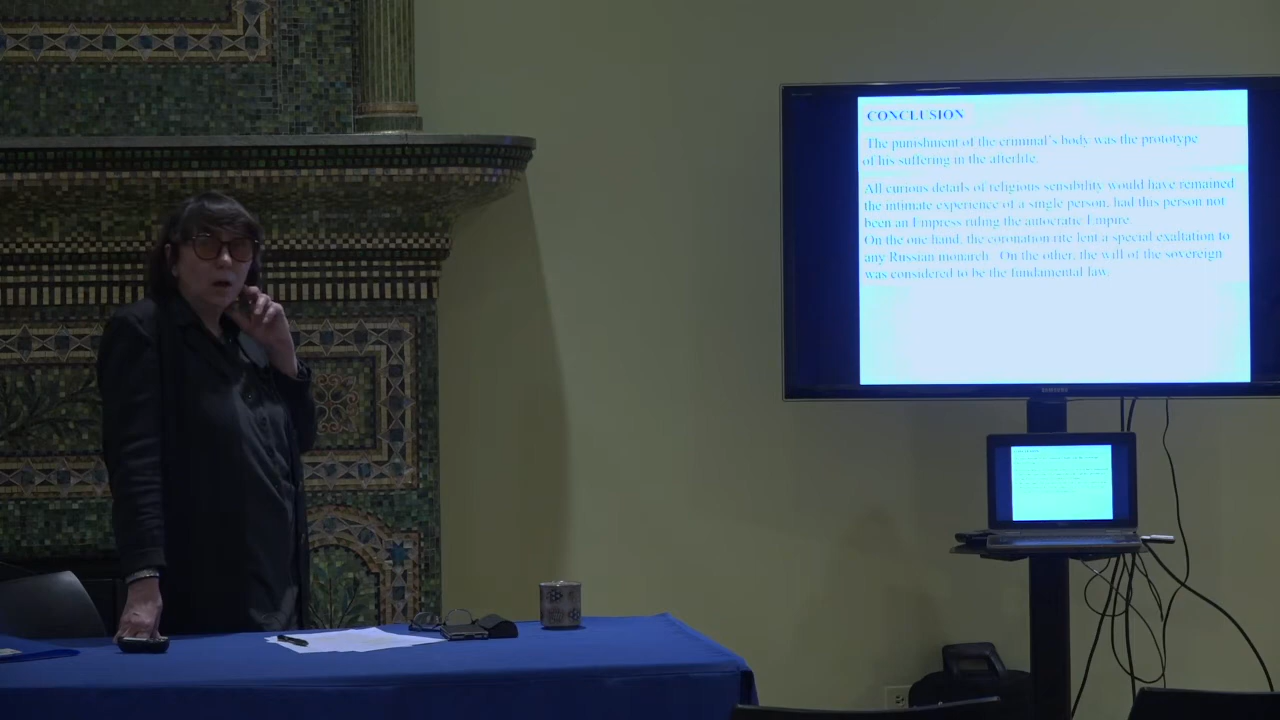 CONCLUSION
The punishment of the criminal's body was the prototype
of his suffering in the afterlife.
All curious details of religious sensibility would have remained
the intimate experience of a single person, had this person not
been an Empress ruling the autocratic Empire.
On the one hand, the coronation rite lent a special exaltation to
any Russian monarch. On the other, the will of the sovereign
was considered to be the fundamental law.
SAMSUNG